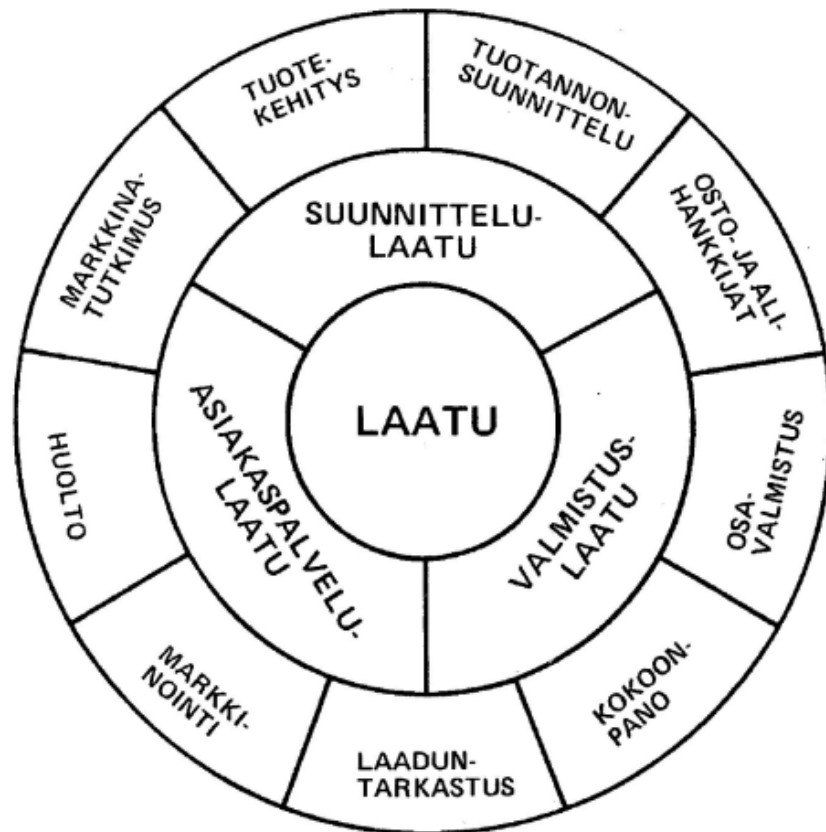 TUOTE-
KEHITYS
TUOTANNON-
SUUNNITTELU
OSTO- JA ALI-
HANKKIJAT
OSA-
VALMISTUS
KOKOON-
PANO
LAADUN-
TARKASTUS
MARKKI-
NOINTI
HUOLTO
MARKKINA-
TUTKIMUS
SUUNNITTELU-
LAATU
VALMISTUS-
LAATU
ASIAKASPALVELU-
LAATU
LAATU